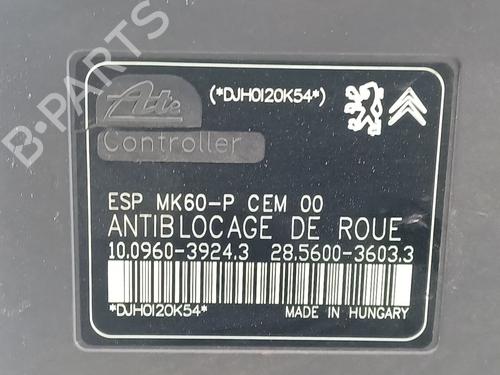 B-PARTS
Ate
(*DJH0120K54*)
Controller
ESP MK60-P CEM 00
ANTIBLOCAGE DE ROUE
10.0960-3924.3 28.5600-3603.3
*DJH0120K54*
MADE IN HUNGARY